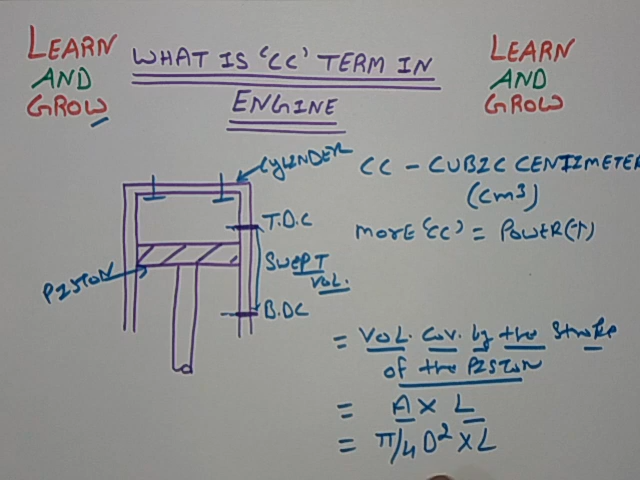 LEARN
AND
GROW
WHAT IS 'CC' TERM IN
ENGINE
LEARN
AND
GROW
CYLINDER
T.D.C
SWEPT
VOL.
B.DC
PISTON
CC - CUBIC CENTIMETER
(cm3)
MORE 'CC' = POWER(↑)
= VOL. Cov. by the Stroke
of the PISTON
= A × L
= π/4 D² × L